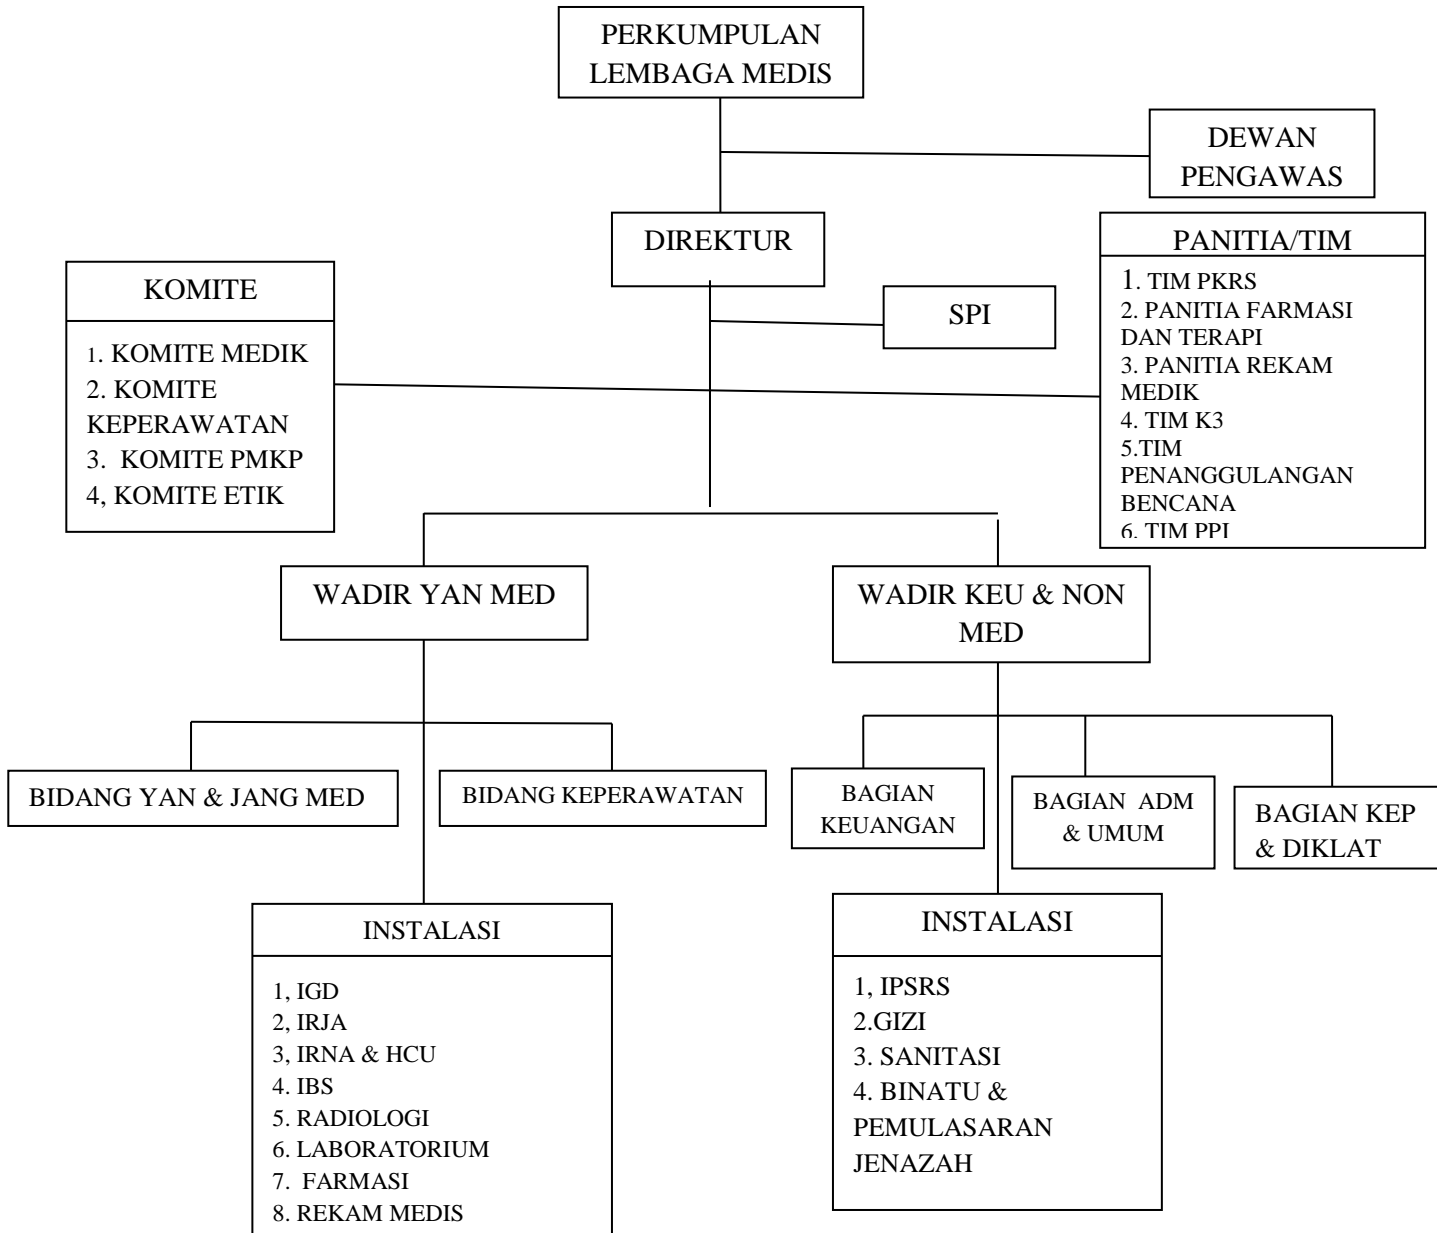 PERKUMPULAN
LEMBAGA MEDIS
DEWAN
PENGAWAS
DIREKTUR
PANITIA/TIM
1. TIM PKRS
2. PANITIA FARMASI
DAN TERAPI
3. PANITIA REKAM
MEDIK
4. TIM K3
5.TIM
PENANGGULANGAN
BENCANA
6. TIM PPI
KOMITE
1. KOMITE MEDIK
2. KOMITE
KEPERAWATAN
3. KOMITE PMKP
4, KOMITE ETIK
SPI
WADIR YAN MED
WADIR KEU & NON
MED
BIDANG YAN & JANG MED
BIDANG KEPERAWATAN
BAGIAN
KEUANGAN
BAGIAN ADM
& UMUM
BAGIAN KEP
& DIKLAT
INSTALASI
1, IGD
2, IRJA
3, IRNA & HCU
4. IBS
5. RADIOLOGI
6. LABORATORIUM
7. FARMASI
8. REKAM MEDIS
INSTALASI
1, IPSRS
2.GIZI
3. SANITASI
4. BINATU &
PEMULASARAN
JENAZAH